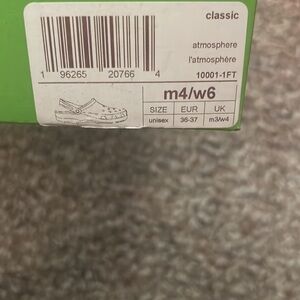 classic
atmosphere
l'atmosphère
10001-1FT
1 96265 20766 4
m4/w6
SIZE EUR UK
unisex 36-37 m3/w4